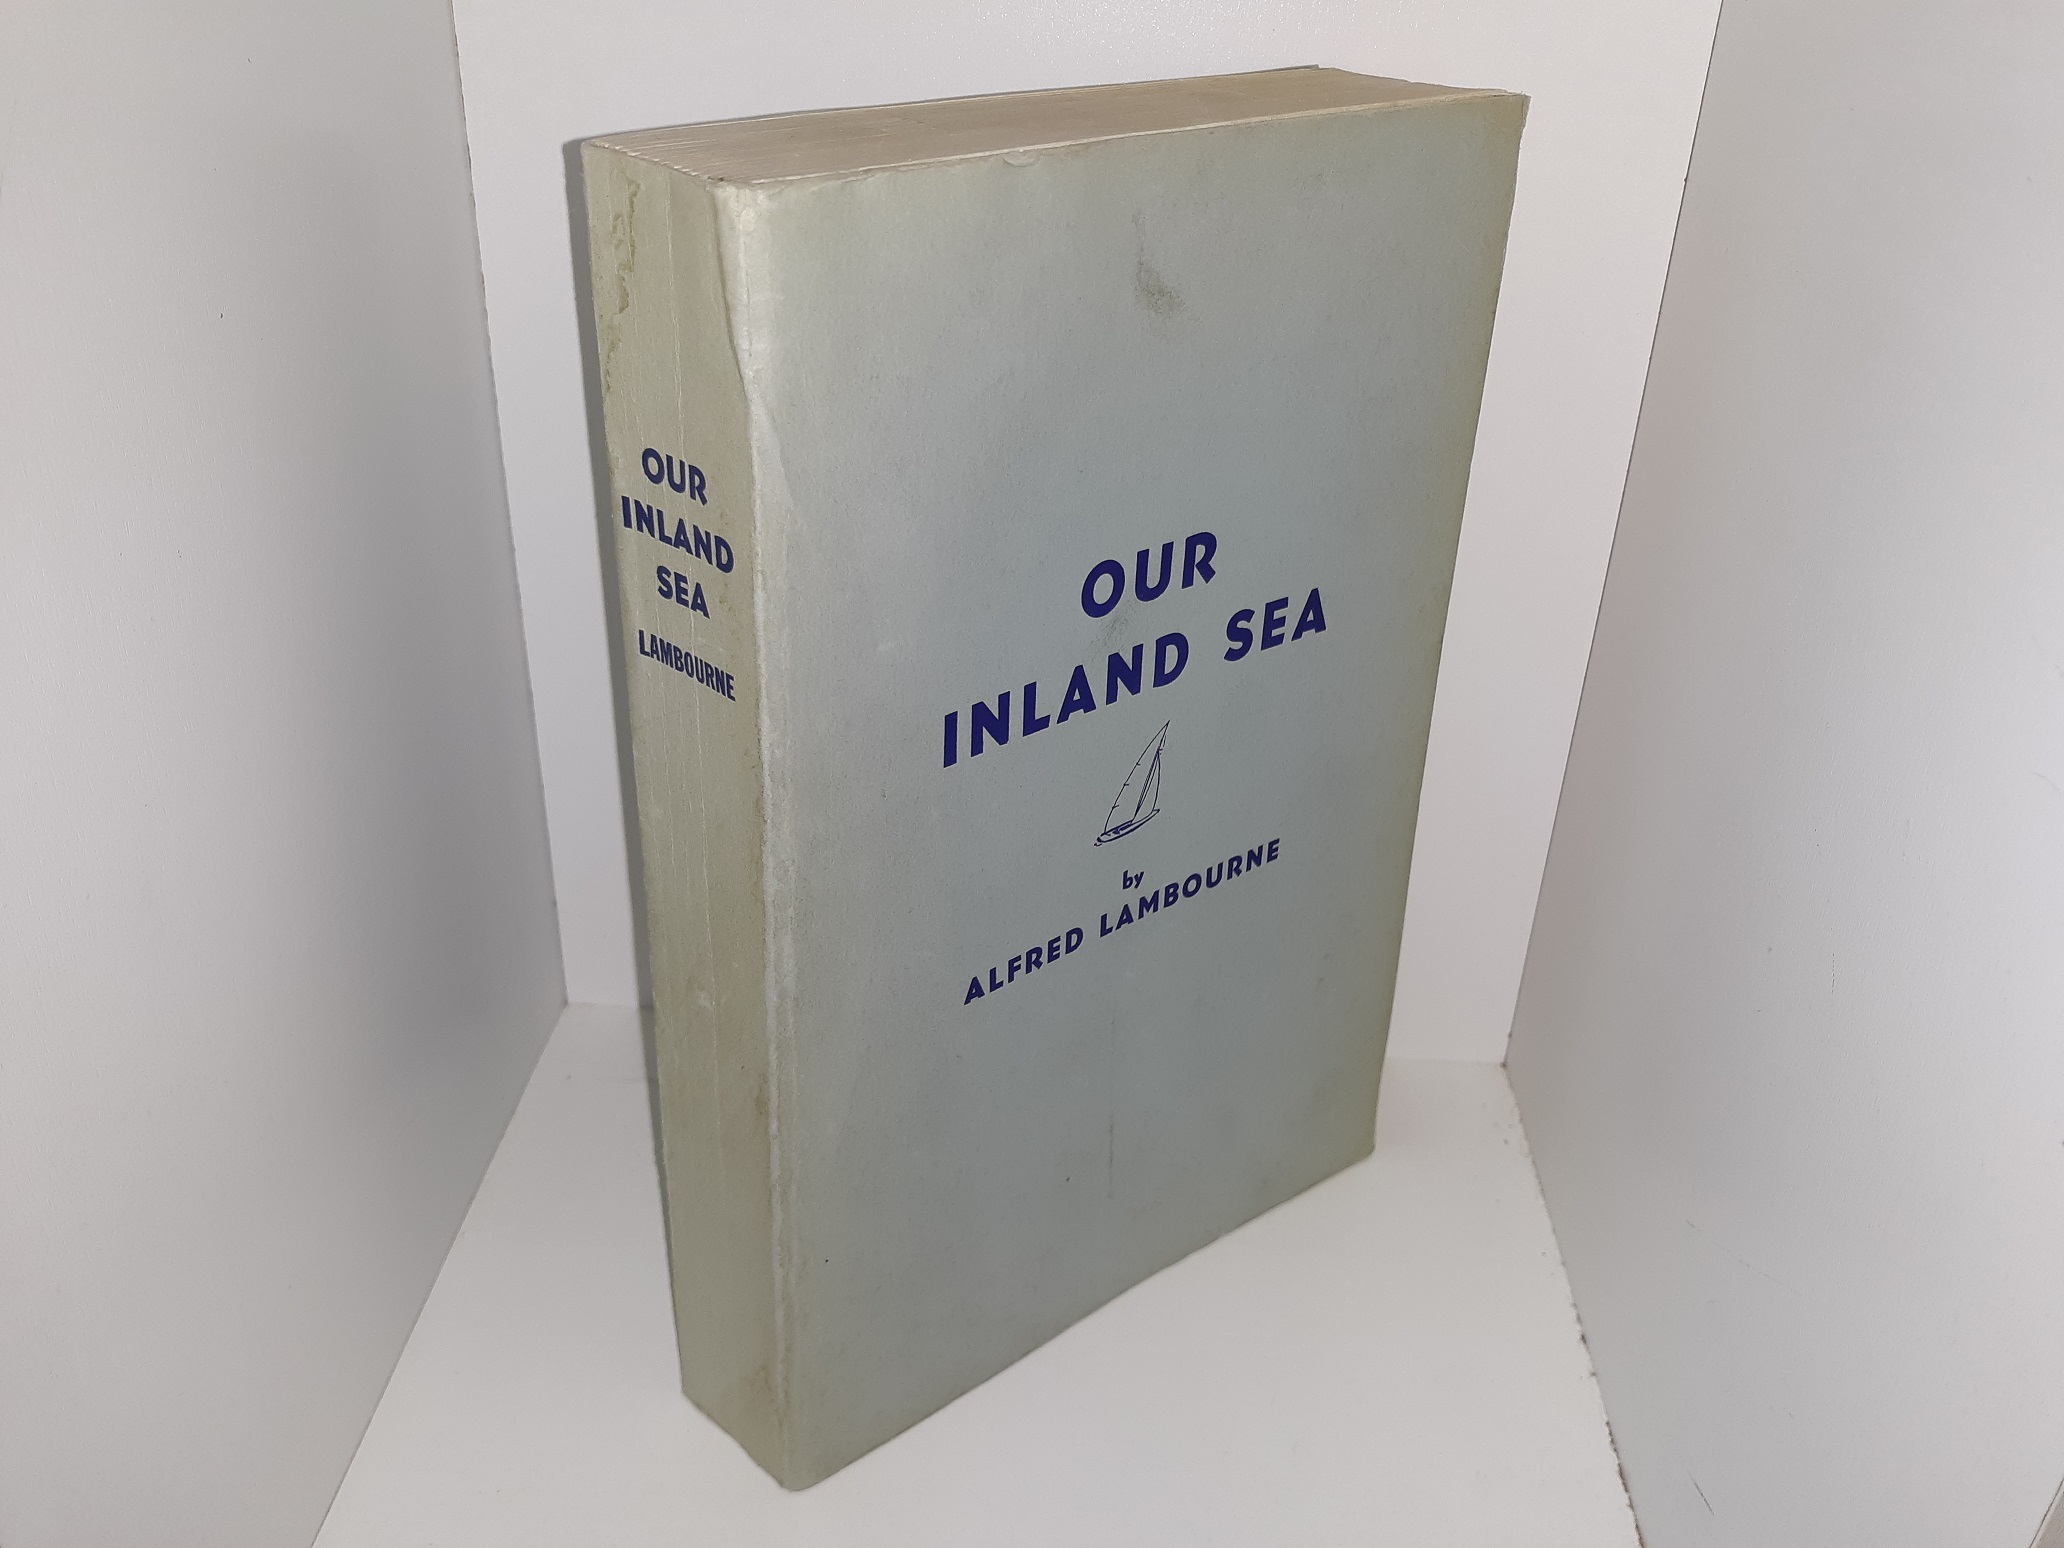 OUR
INLAND
SEA
LAMBOURNE
OUR
INLAND SEA
by
ALFRED LAMBOURNE